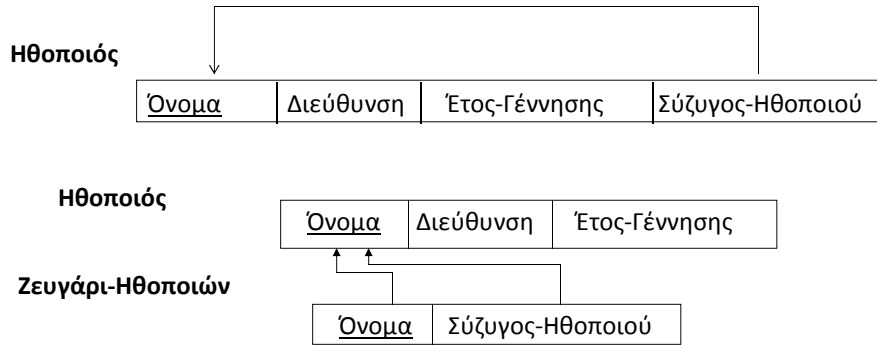 Ηθοποιός
Όνομα Διεύθυνση Έτος-Γέννησης Σύζυγος-Ηθοποιού
Ηθοποιός
Όνομα Διεύθυνση Έτος-Γέννησης
Ζευγάρι-Ηθοποιών
Όνομα Σύζυγος-Ηθοποιού